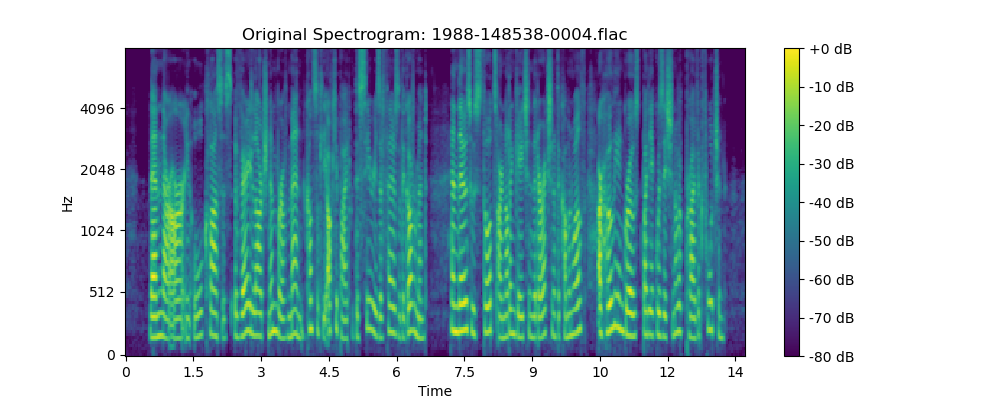 Original Spectrogram: 1988-148538-0004.flac
+0 dB
-10 dB
-20 dB
-30 dB
-40 dB
-50 dB
-60 dB
-70 dB
-80 dB
Hz
4096
2048
1024
512
0
0 1.5 3 4.5 6 7.5 9 10 12 14
Time